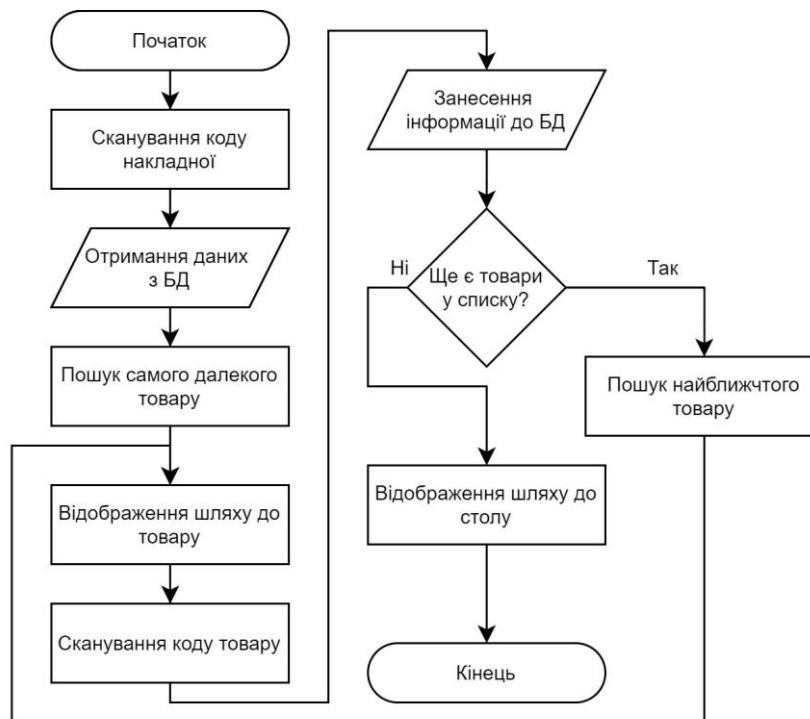 Початок
Сканування коду
накладної
Отримання даних
з БД
Пошук самого далекого
товару
Відображення шляху до
товару
Сканування коду товару
Занесення
інформації до БД
Ще є товари
у списку?
Ні
Так
Пошук найближчтого
товару
Відображення шляху до
столу
Кінець